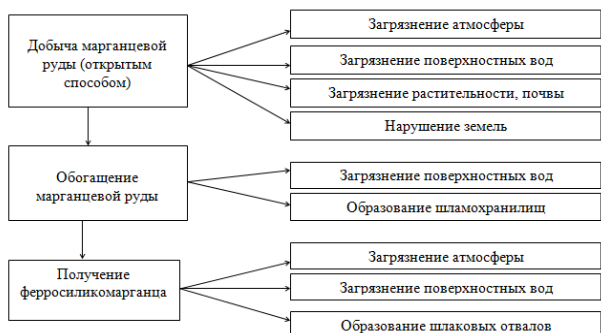 Добыча марганцевой
руды (открытым
способом)
Загрязнение атмосферы
Загрязнение поверхностных вод
Загрязнение растительности, почвы
Нарушение земель
Обогащение
марганцевой руды
Загрязнение поверхностных вод
Образование шламохранилищ
Получение
ферросиликомарганца
Загрязнение атмосферы
Загрязнение поверхностных вод
Образование шлаковых отвалов